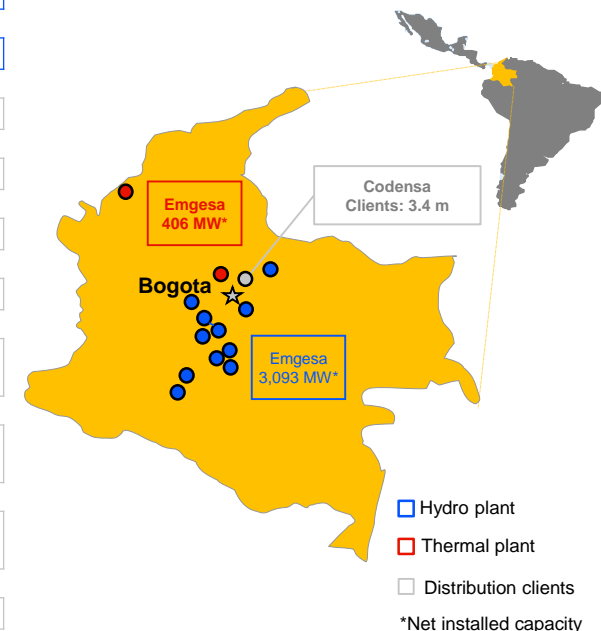 Emgesa
406 MW*
Codensa
Clients: 3.4 m
Bogota
Emgesa
3,093 MW*
Hydro plant
Thermal plant
Distribution clients
*Net installed capacity